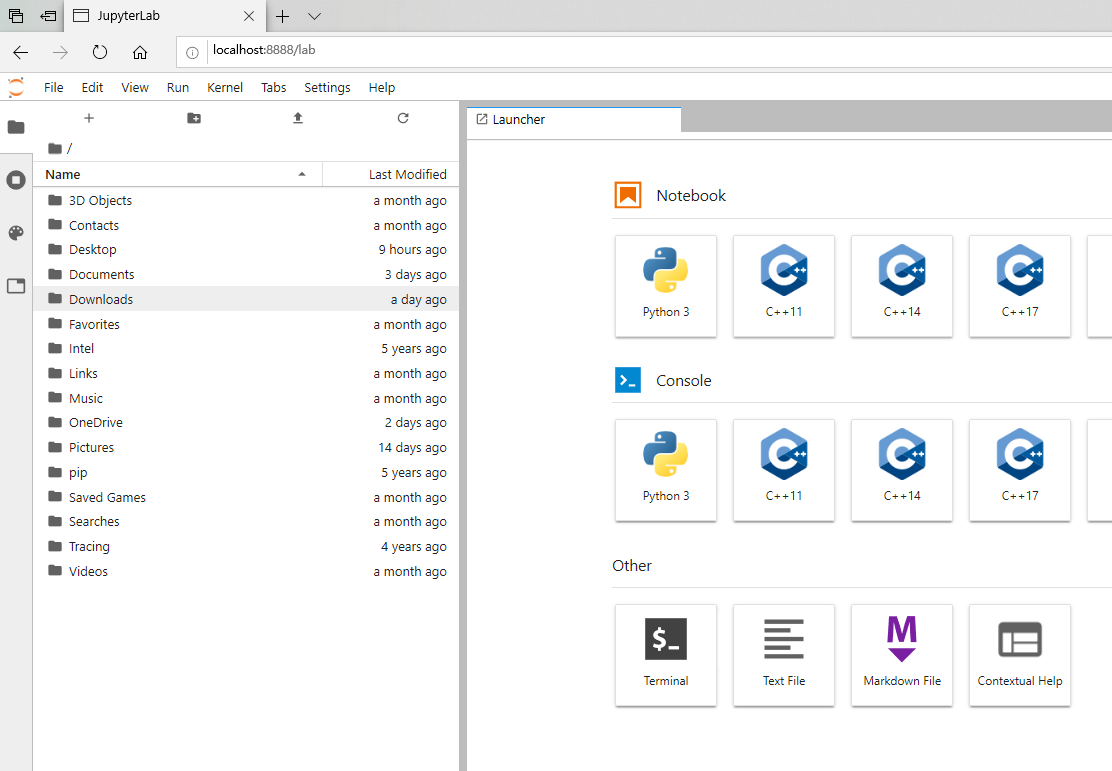 JupyterLab
localhost:8888/lab
File Edit View Run Kernel Tabs Settings Help
Launcher
/
Name Last Modified
3D Objects a month ago
Contacts a month ago
Desktop 9 hours ago
Documents 3 days ago
Downloads a day ago
Favorites a month ago
Intel 5 years ago
Links a month ago
Music a month ago
OneDrive 2 days ago
Pictures 14 days ago
pip 5 years ago
Saved Games a month ago
Searches a month ago
Tracing 4 years ago
Videos a month ago
Notebook
Python 3 C++11 C++14 C++17
Console
Python 3 C++11 C++14 C++17
Other
$_ M
Terminal Text File Markdown File Contextual Help